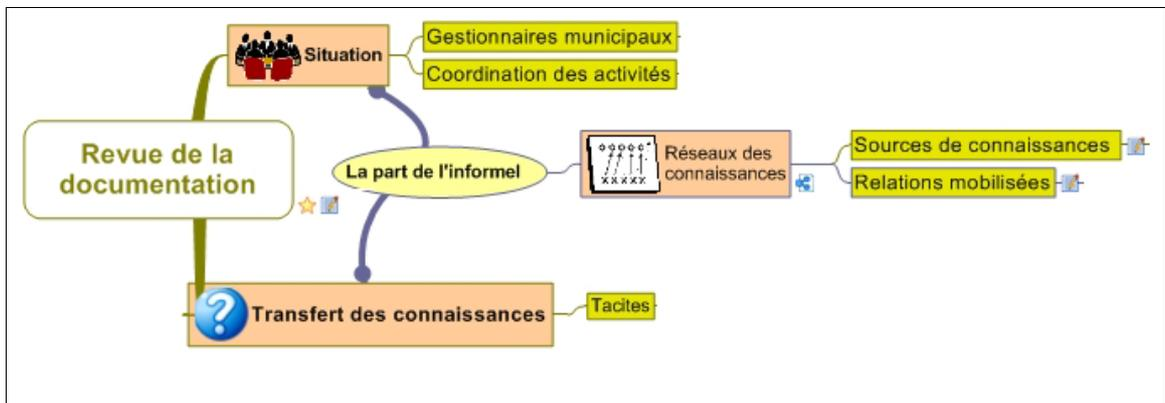 Situation
Gestionnaires municipaux
Coordination des activités
Revue de la
documentation
La part de l'informel
Réseaux des
connaissances
Sources de connaissances
Relations mobilisées
Transfert des connaissances
Tacites